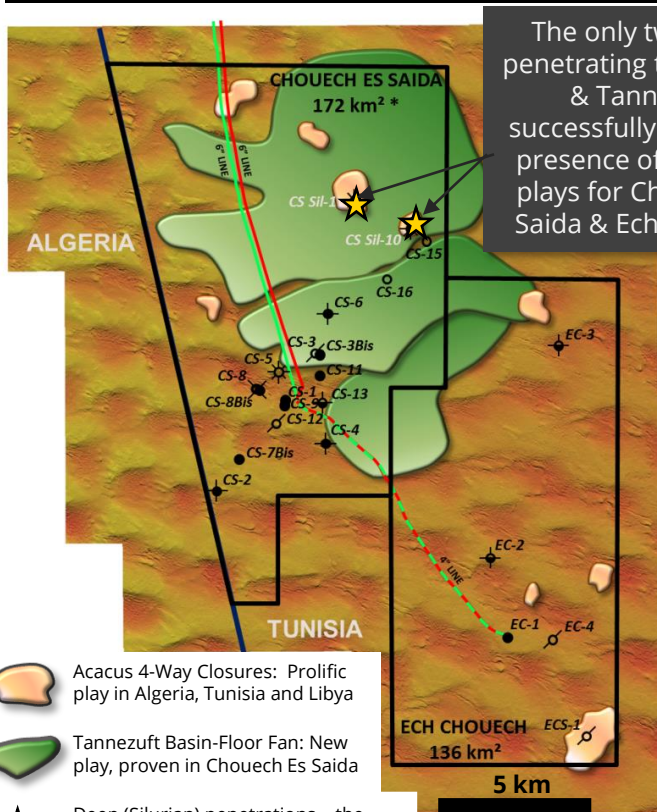 The only
penetrating
& Tann
successfully
presence of
plays for Ch
Saida & Ech
CHOUECH ES SAIDA
172 km² *
6" LINE
6" LINE
ALGERIA
CS Sil-1
CS Sil-10
CS-15
CS-16
CS-6
EC-3
CS-3
CS-3Bis
CS-5
CS-11
CS-8
CS-1
CS-13
CS-8Bis
CS-9
CS-12
CS-4
CS-7Bis
CS-2
EC-2
4" LINE
EC-1
EC-4
TUNISIA
Acacus 4-Way Closures: Prolific
play in Algeria, Tunisia and Libya
ECH CHOUECH
136 km²
ECS-1
Tannezuft Basin-Floor Fan: New
play, proven in Chouech Es Saida
5 km
Deep (Silurian) penetrations – the